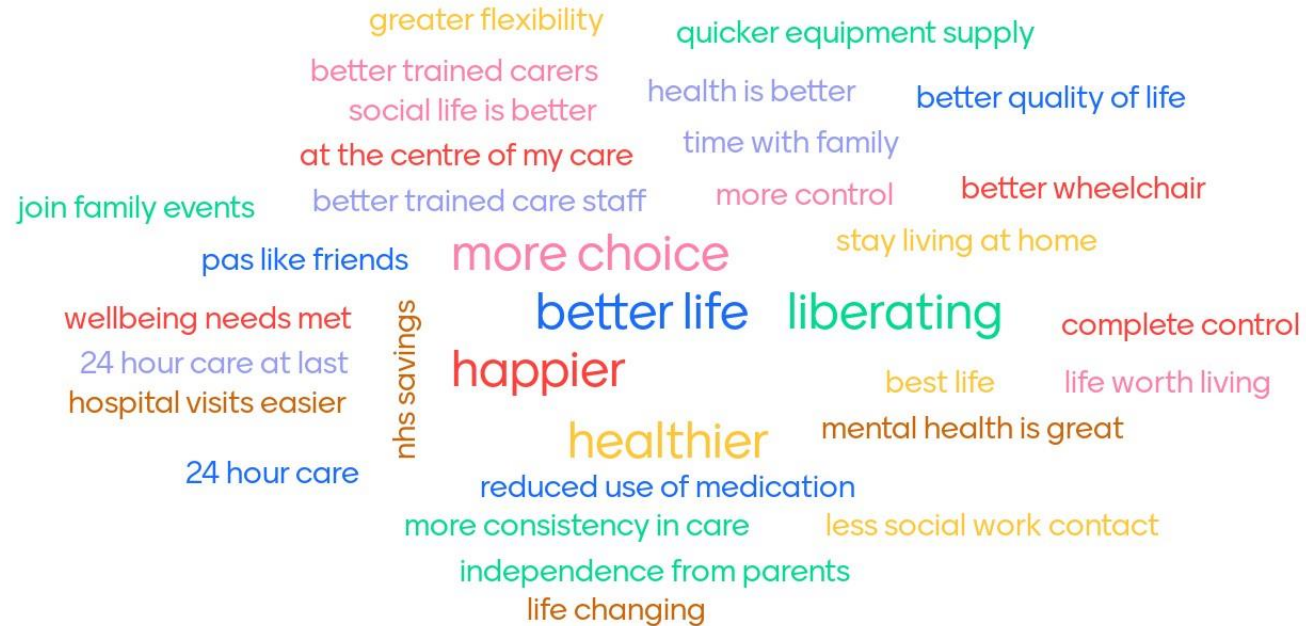 greater flexibility
quicker equipment supply
better trained carers
health is better
better quality of life
social life is better
time with family
at the centre of my care
more control
better wheelchair
join family events
better trained care staff
stay living at home
pas like friends
more choice
wellbeing needs met
nhs savings
better life
liberating
complete control
24 hour care at last
happier
best life
life worth living
hospital visits easier
healthier
mental health is great
24 hour care
reduced use of medication
more consistency in care
less social work contact
independence from parents
life changing